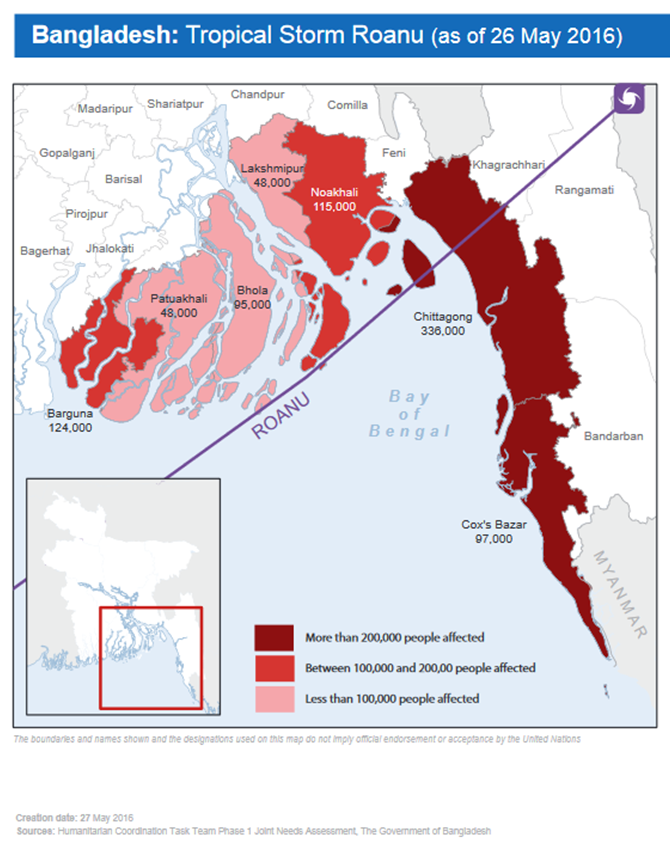 Bangladesh: Tropical Storm Roanu (as of 26 May 2016)
Chandpur
Madaripur
Shariatpur
Comilla
Gopalganj
Feni
Khagrachhari
Lakshmipur
48,000
Barisal
Noakhali
115,000
Rangamati
Pirojpur
Bagerhat
Jhalokati
Patuakhali
48,000
Bhola
95,000
Chittagong
336,000
ROANU
Bay
of
Bengal
Barguna
124,000
Bandarban
Cox's Bazar
97,000
MYANMAR
More than 200,000 people affected
Between 100,000 and 200,00 people affected
Less than 100,000 people affected
The boundaries and names shown and the designations used on this map do not imply official endorsement or acceptance by the United Nations
Creation date: 27 May 2016
Sources: Humanitarian Coordination Task Team Phase 1 Joint Needs Assessment, The Government of Bangladesh